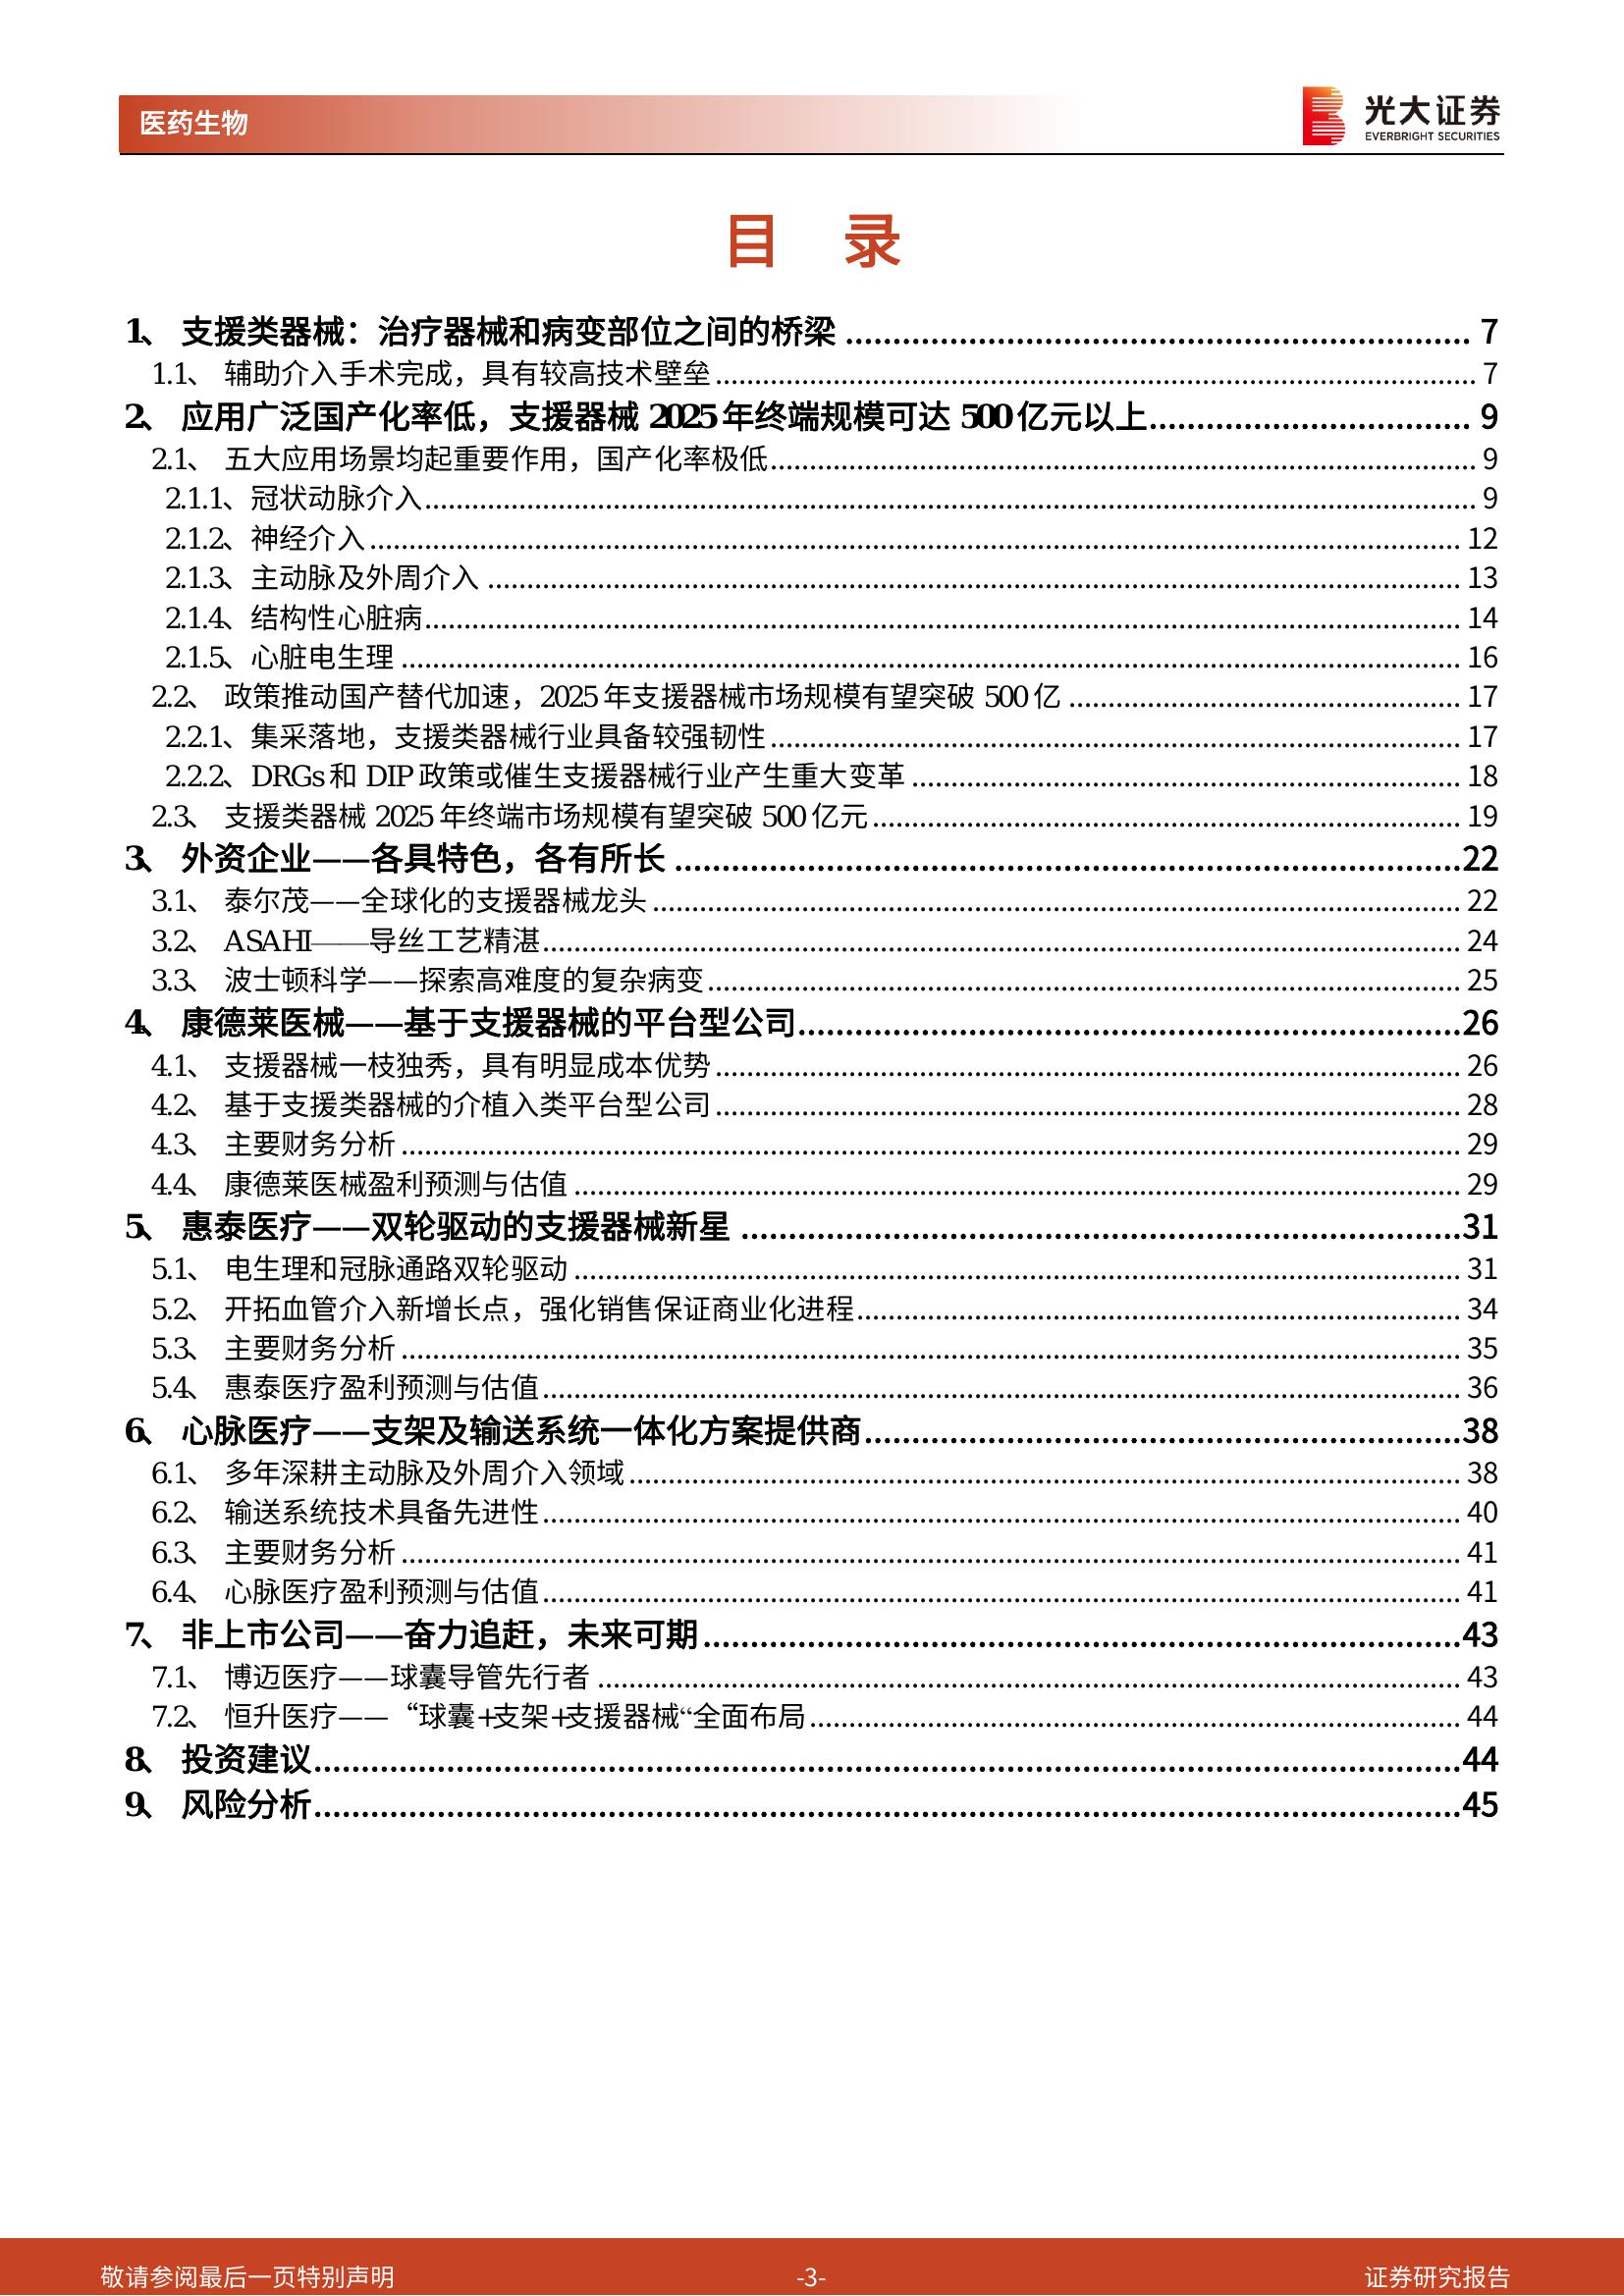 医药生物
光大证券
EVERBRIGHT SECURITIES
目 录
1、 支援类器械：治疗器械和病变部位之间的桥梁 ........ 7
1.1、 辅助介入手术完成，具有较高技术壁垒 ........ 7
2、 应用广泛国产化率低，支援器械 2025 年终端规模可达 500 亿元以上 ........ 9
2.1、 五大应用场景均起重要作用，国产化率极低 ........ 9
2.1.1、冠状动脉介入 ........ 9
2.1.2、神经介入 ........ 12
2.1.3、主动脉及外周介入 ........ 13
2.1.4、结构性心脏病 ........ 14
2.1.5、心脏电生理 ........ 16
2.2、 政策推动国产替代加速，2025 年支援器械市场规模有望突破 500 亿 ........ 17
2.2.1、集采落地，支援类器械行业具备较强韧性 ........ 17
2.2.2、DRGs 和 DIP 政策或催生支援器械行业产生重大变革 ........ 18
2.3、 支援类器械 2025 年终端市场规模有望突破 500 亿元 ........ 19
3、 外资企业——各具特色，各有所长 ........ 22
3.1、 泰尔茂——全球化的支援器械龙头 ........ 22
3.2、 ASAHI——导丝工艺精湛 ........ 24
3.3、 波士顿科学——探索高难度的复杂病变 ........ 25
4、 康德莱医械——基于支援器械的平台型公司 ........ 26
4.1、 支援器械一枝独秀，具有明显成本优势 ........ 26
4.2、 基于支援类器械的介植入类平台型公司 ........ 28
4.3、 主要财务分析 ........ 29
4.4、 康德莱医械盈利预测与估值 ........ 29
5、 惠泰医疗——双轮驱动的支援器械新星 ........ 31
5.1、 电生理和冠脉通路双轮驱动 ........ 31
5.2、 开拓血管介入新增长点，强化销售保证商业化进程 ........ 34
5.3、 主要财务分析 ........ 35
5.4、 惠泰医疗盈利预测与估值 ........ 36
6、 心脉医疗——支架及输送系统一体化方案提供商 ........ 38
6.1、 多年深耕主动脉及外周介入领域 ........ 38
6.2、 输送系统技术具备先进性 ........ 40
6.3、 主要财务分析 ........ 41
6.4、 心脉医疗盈利预测与估值 ........ 41
7、 非上市公司——奋力追赶，未来可期 ........ 43
7.1、 博迈医疗——球囊导管先行者 ........ 43
7.2、 恒升医疗——“球囊+支架+支援器械“全面布局 ........ 44
8、 投资建议 ........ 44
9、 风险分析 ........ 45
敬请参阅最后一页特别声明
-3-
证券研究报告